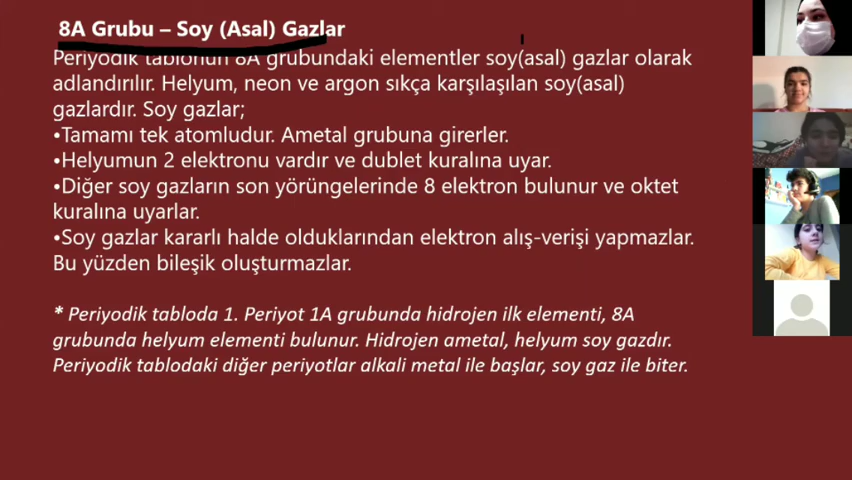 8A Grubu – Soy (Asal) Gazlar
Periyodik tablonun 8A grubundaki elementler soy(asal) gazlar olarak
adlandırılır. Helyum, neon ve argon sıkça karşılaşılan soy(asal)
gazlardır. Soy gazlar;
•Tamamı tek atomludur. Ametal grubuna girerler.
•Helyumun 2 elektronu vardır ve dublet kuralına uyar.
•Diğer soy gazların son yörüngelerinde 8 elektron bulunur ve oktet
kuralına uyarlar.
•Soy gazlar kararlı halde olduklarından elektron alış-verişi yapmazlar.
Bu yüzden bileşik oluşturmazlar.
* Periyodik tabloda 1. Periyot 1A grubunda hidrojen ilk elementi, 8A
grubunda helyum elementi bulunur. Hidrojen ametal, helyum soy gazdır.
Periyodik tablodaki diğer periyotlar alkali metal ile başlar, soy gaz ile biter.